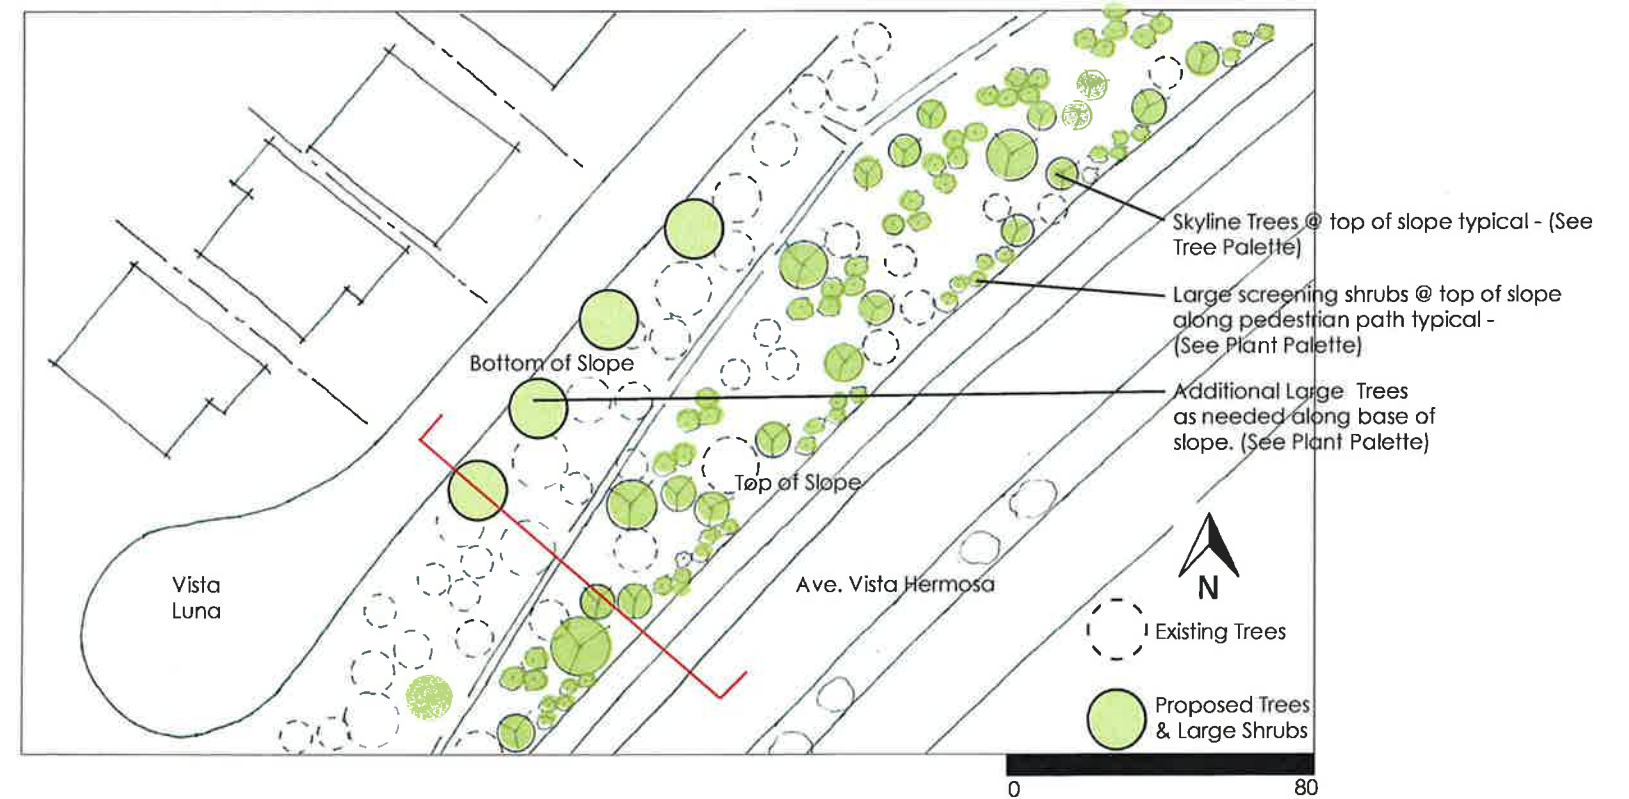 Skyline Trees @ top of slope typical - (See
Tree Palette)
Large screening shrubs @ top of slope
along pedestrian path typical -
(See Plant Palette)
Bottom of Slope
Additional Large Trees
as needed along base of
slope. (See Plant Palette)
Top of Slope
Vista
Luna
Ave. Vista Hermosa
N
Existing Trees
Proposed Trees
& Large Shrubs
0 80